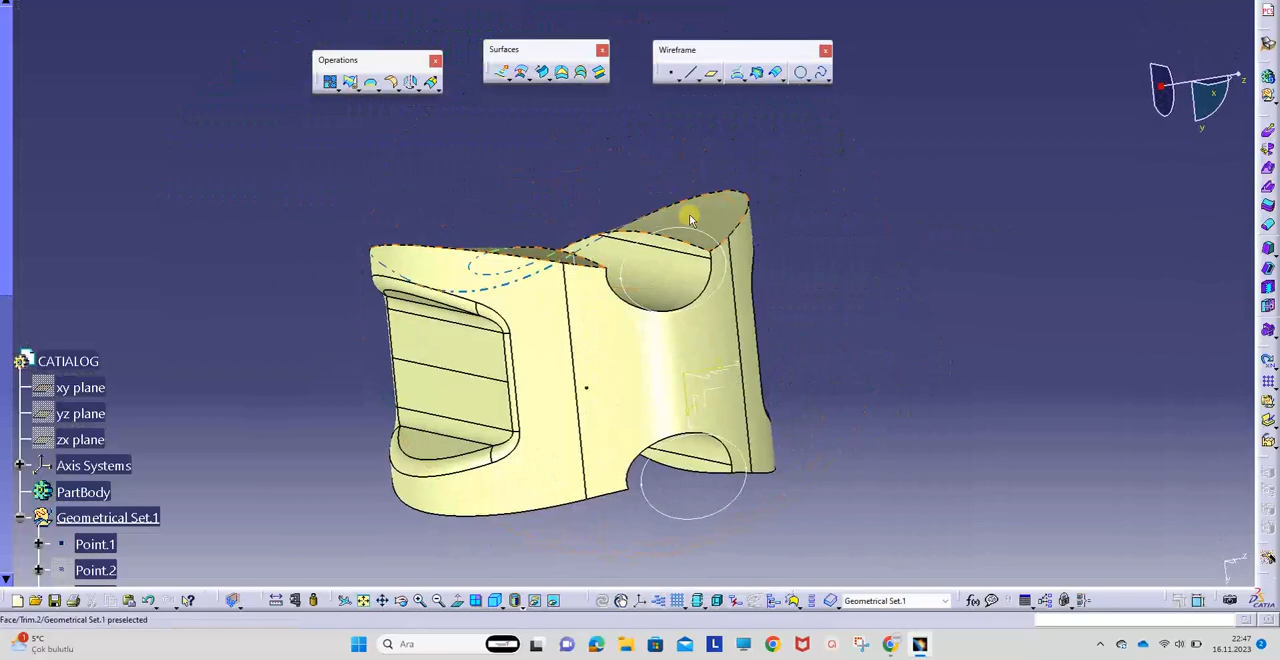 Operations
Surfaces
Wireframe
z
x
y
CATIALOG
xy plane
yz plane
zx plane
Axis Systems
PartBody
Geometrical Set.1
Point.1
Point.2
Geometrical Set.1
f(x)
CATIA
Face/Trim.2/Geometrical Set.1 preselected
5°C
Çok bulutlu
Ara
22:47
16.11.2023